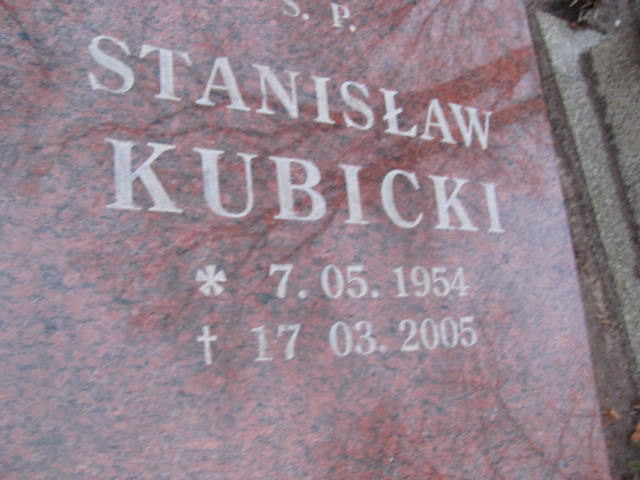 S. P.
STANISŁAW
KUBICKI
* 7. 05. 1954
† 17 03. 2005